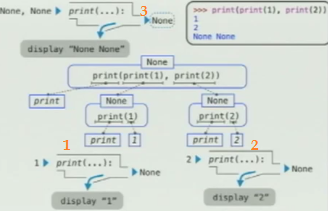 None, None print(...): 3
None
display "None None"
>>> print(print(1), print(2))
1
2
None None
None
print(print(1), print(2))
print
None
print(1)
print 1
None
print(2)
print 2
1
1 print(...):
None
display "1"
2
2 print(...):
None
display "2"